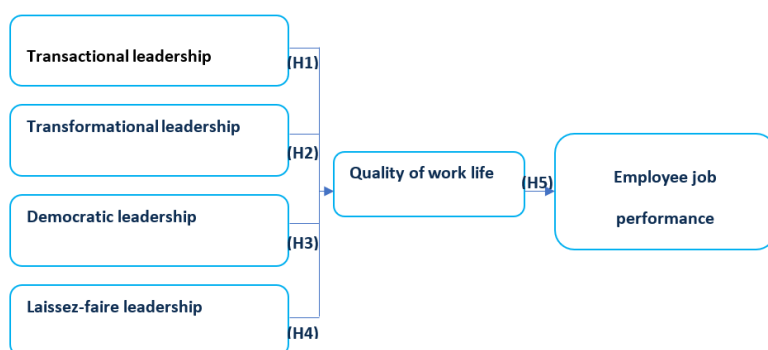 Transactional leadership
(H1)
Transformational leadership
(H2)
Quality of work life
(H5)
Employee job
performance
Democratic leadership
(H3)
Laissez-faire leadership
(H4)